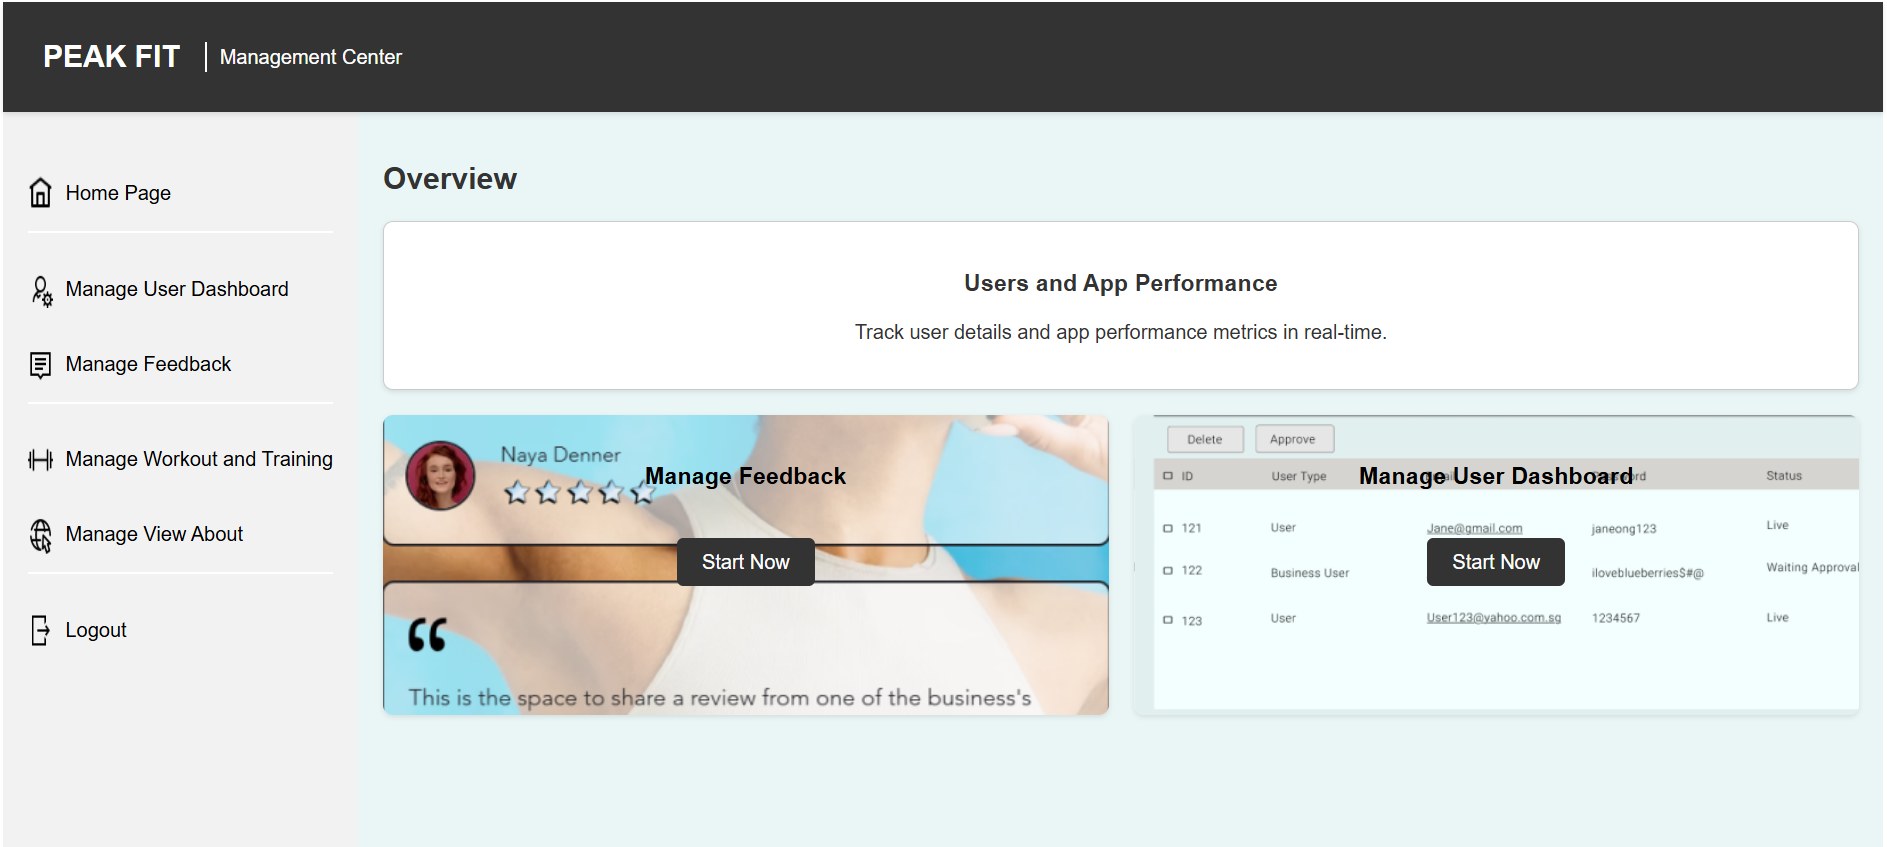 PEAK FIT
Management Center
Home Page
Manage User Dashboard
Manage Feedback
Manage Workout and Training
Manage View About
Logout
Overview
Users and App Performance
Track user details and app performance metrics in real-time.
Naya Denner
Manage Feedback
Start Now
“
This is the space to share a review from one of the business's
Delete Approve
ID User Type Status
Manage User Dashboard
121 User Jane@gmail.com janeong123 Live
122 Business User iloveblueberries$#@ Waiting Approval
Start Now
123 User User123@yahoo.com.sg 1234567 Live